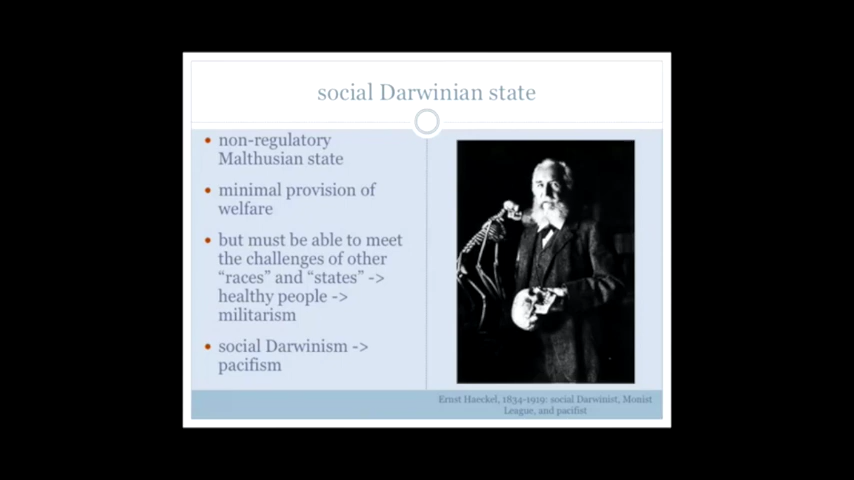 social Darwinian state
non-regulatory
Malthusian state
minimal provision of
welfare
but must be able to meet
the challenges of other
“races” and “states” ->
healthy people ->
militarism
social Darwinism ->
pacifism
Ernst Haeckel, 1834-1919: social Darwinist, Monist
League, and pacifist